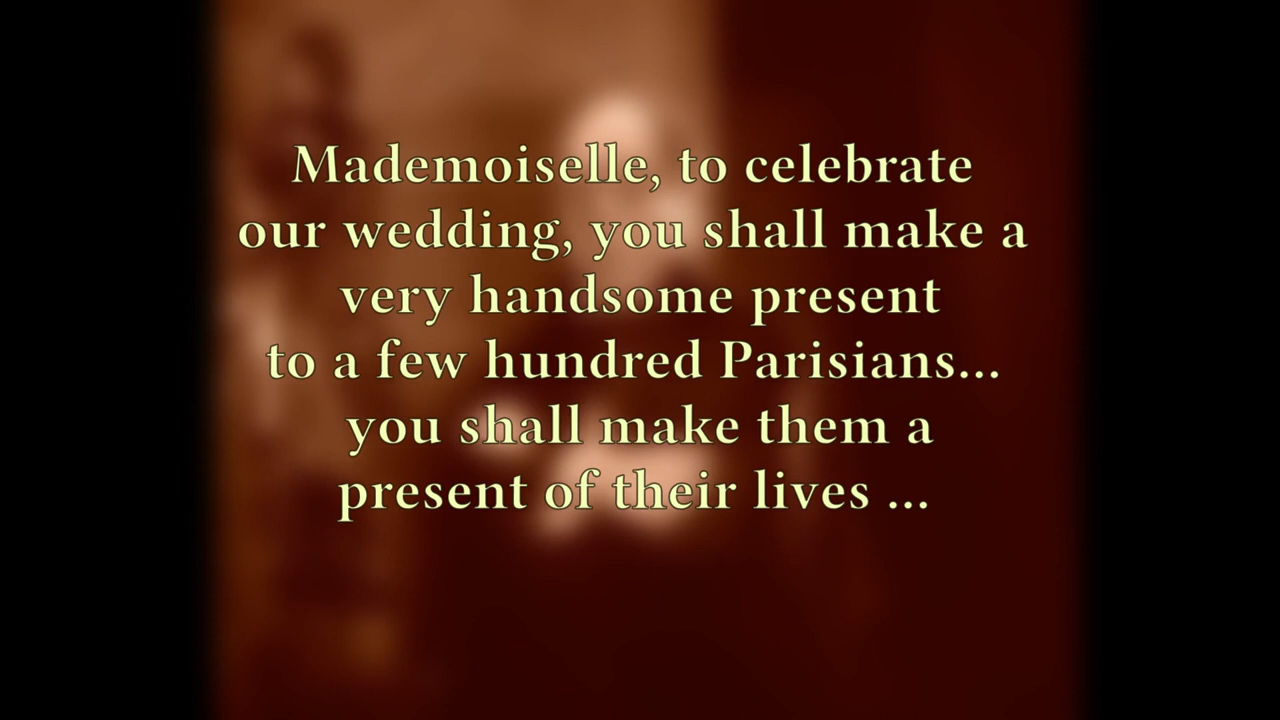 Mademoiselle, to celebrate
our wedding, you shall make a
very handsome present
to a few hundred Parisians...
you shall make them a
present of their lives ...